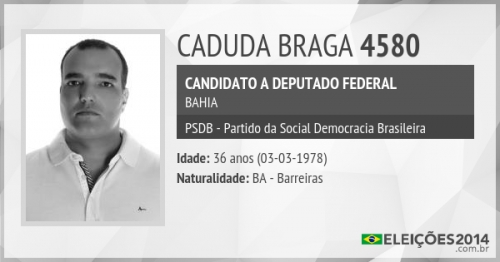 CADUDA BRAGA 4580
CANDIDATO A DEPUTADO FEDERAL
BAHIA
PSDB - Partido da Social Democracia Brasileira
Idade: 36 anos (03-03-1978)
Naturalidade: BA - Barreiras
ELEIÇÕES2014
.com.br